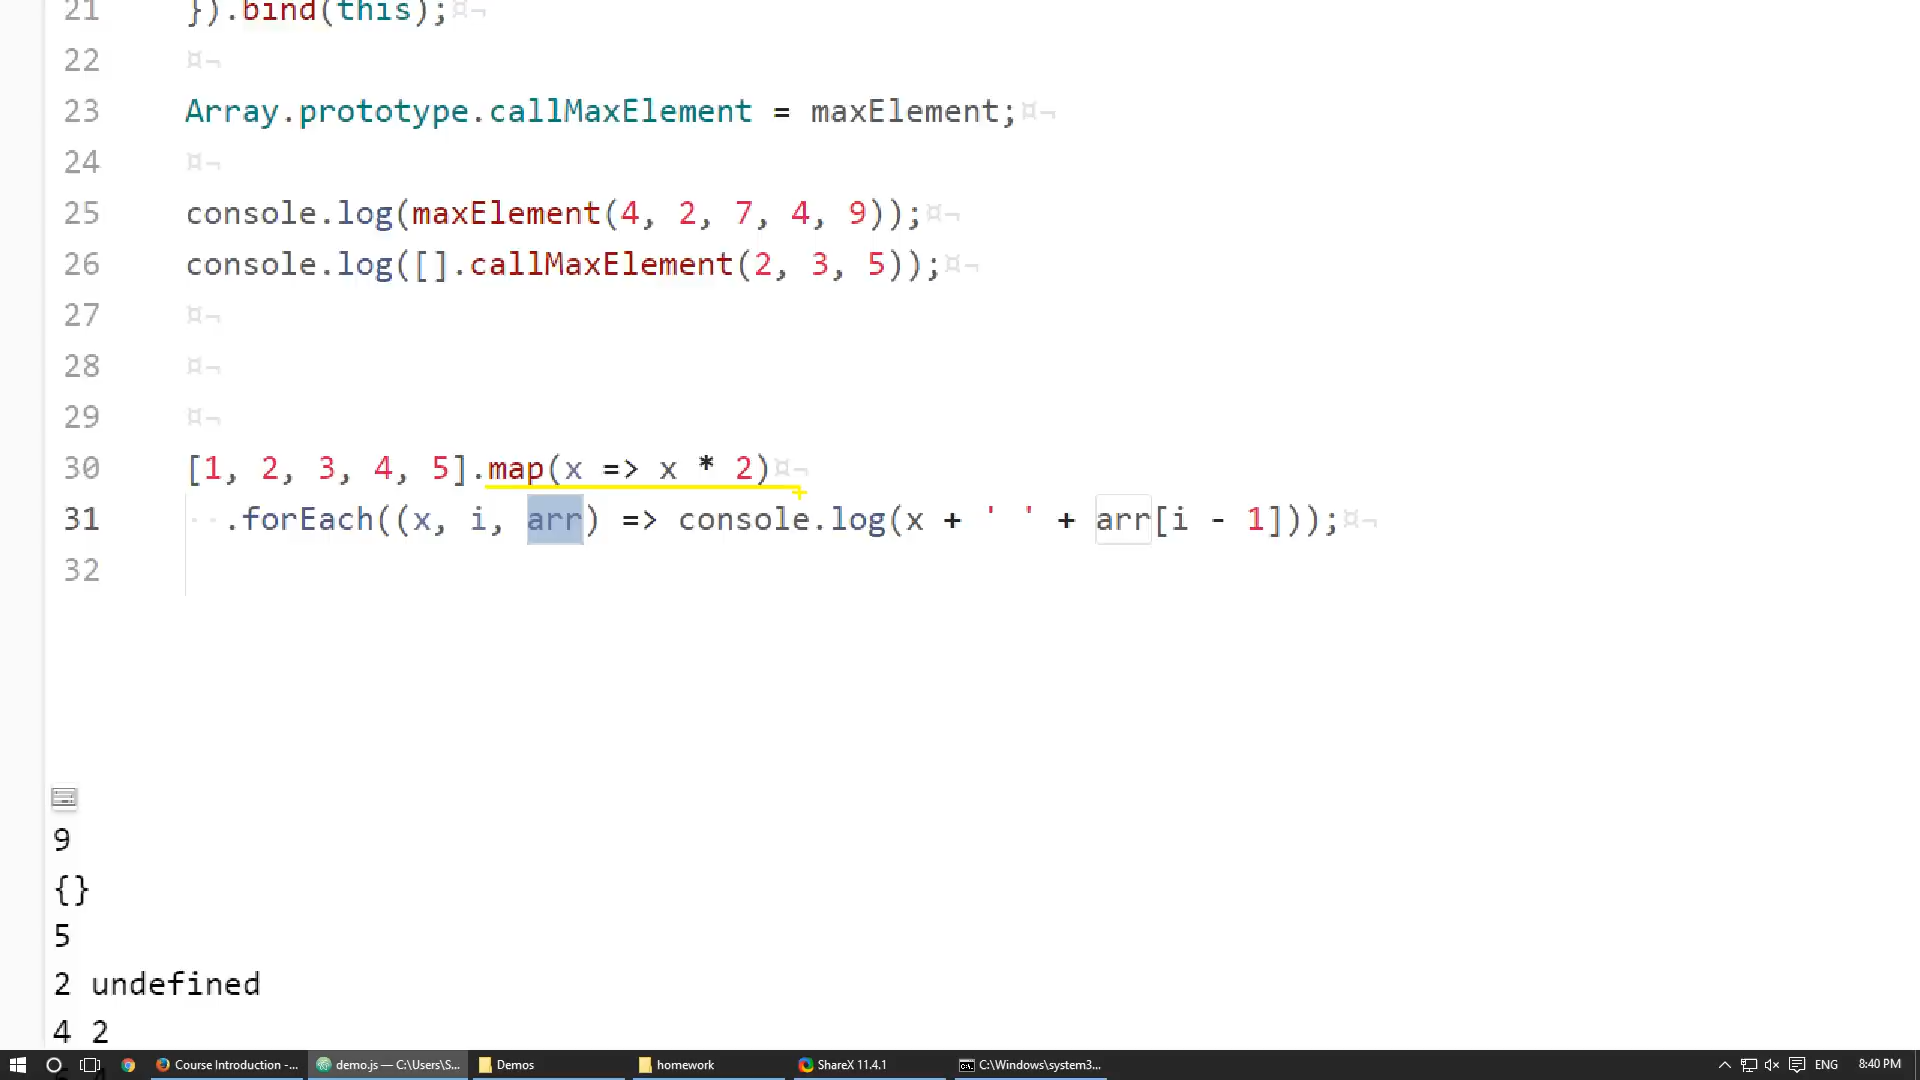 21 }).bind(this);¤¬
22 ¤¬
23 Array.prototype.callMaxElement = maxElement;¤¬
24 ¤¬
25 console.log(maxElement(4, 2, 7, 4, 9));¤¬
26 console.log([].callMaxElement(2, 3, 5));¤¬
27 ¤¬
28 ¤¬
29 ¤¬
30 [1, 2, 3, 4, 5].map(x => x * 2)¤¬
31 ··.forEach((x, i, arr) => console.log(x + ' ' + arr[i - 1]));¤¬
32
9
{}
5
2 undefined
4 2
Course Introduction -... demo.js — C:\Users\S... Demos homework ShareX 11.4.1 C:\Windows\system3... ENG 8:40 PM